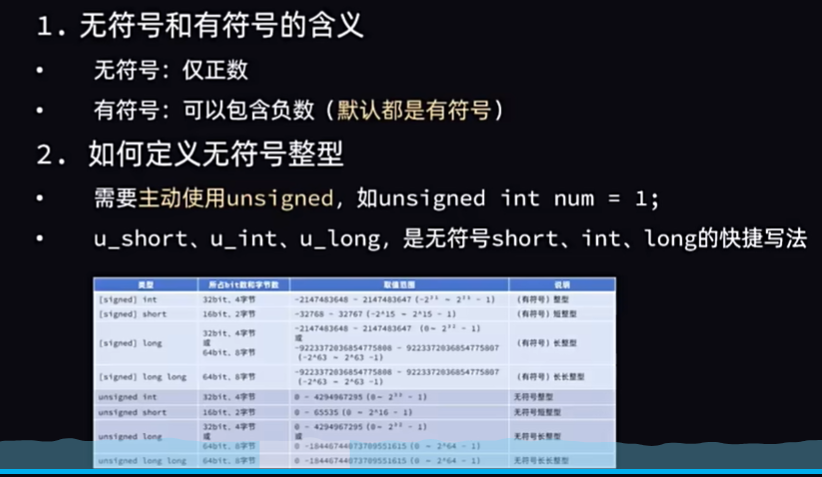 1. 无符号和有符号的含义
• 无符号：仅正数
• 有符号：可以包含负数（默认都是有符号）
2. 如何定义无符号整型
• 需要主动使用unsigned，如unsigned int num = 1;
• u_short、u_int、u_long，是无符号short、int、long的快捷写法
类型 所占bit数和字节数 取值范围 说明
[signed] int 32bit、4字节 -2147483648 ~ 2147483647 (-2³¹ ~ 2³¹ - 1) （有符号）整型
[signed] short 16bit、2字节 -32768 ~ 32767 (-2^15 ~ 2^15 - 1) （有符号）短整型
[signed] long 32bit、4字节 或 64bit、8字节 -2147483648 ~ 2147483647 (0~ 2³² - 1) 或 -9223372036854775808 ~ 9223372036854775807 (-2^63 ~ 2^63 -1) （有符号）长整型
[signed] long long 64bit、8字节 -9223372036854775808 ~ 9223372036854775807 (-2^63 ~ 2^63 -1) （有符号）长长整型
unsigned int 32bit、4字节 0 ~ 4294967295 (0~ 2³² - 1) 无符号整型
unsigned short 16bit、2字节 0 ~ 65535 (0 ~ 2^16 - 1) 无符号短整型
unsigned long 32bit、4字节 或 64bit、8字节 0 ~ 4294967295 (0~ 2³² - 1) 或 0 ~18446744073709551615 (0 ~ 2^64 - 1) 无符号长整型
unsigned long long 64bit、8字节 0 ~18446744073709551615 (0 ~ 2^64 - 1) 无符号长长整型